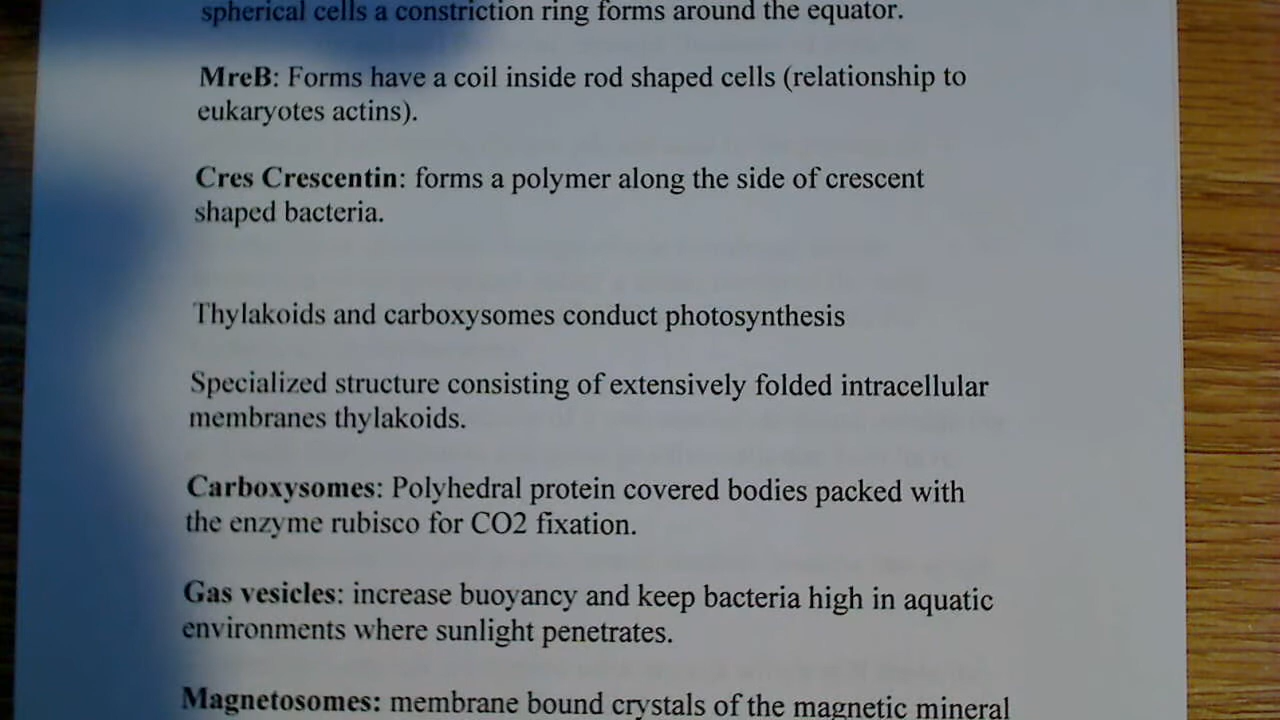 spherical cells a constriction ring forms around the equator.
MreB: Forms have a coil inside rod shaped cells (relationship to
eukaryotes actins).
Cres Crescentin: forms a polymer along the side of crescent
shaped bacteria.
Thylakoids and carboxysomes conduct photosynthesis
Specialized structure consisting of extensively folded intracellular
membranes thylakoids.
Carboxysomes: Polyhedral protein covered bodies packed with
the enzyme rubisco for CO2 fixation.
Gas vesicles: increase buoyancy and keep bacteria high in aquatic
environments where sunlight penetrates.
Magnetosomes: membrane bound crystals of the magnetic mineral